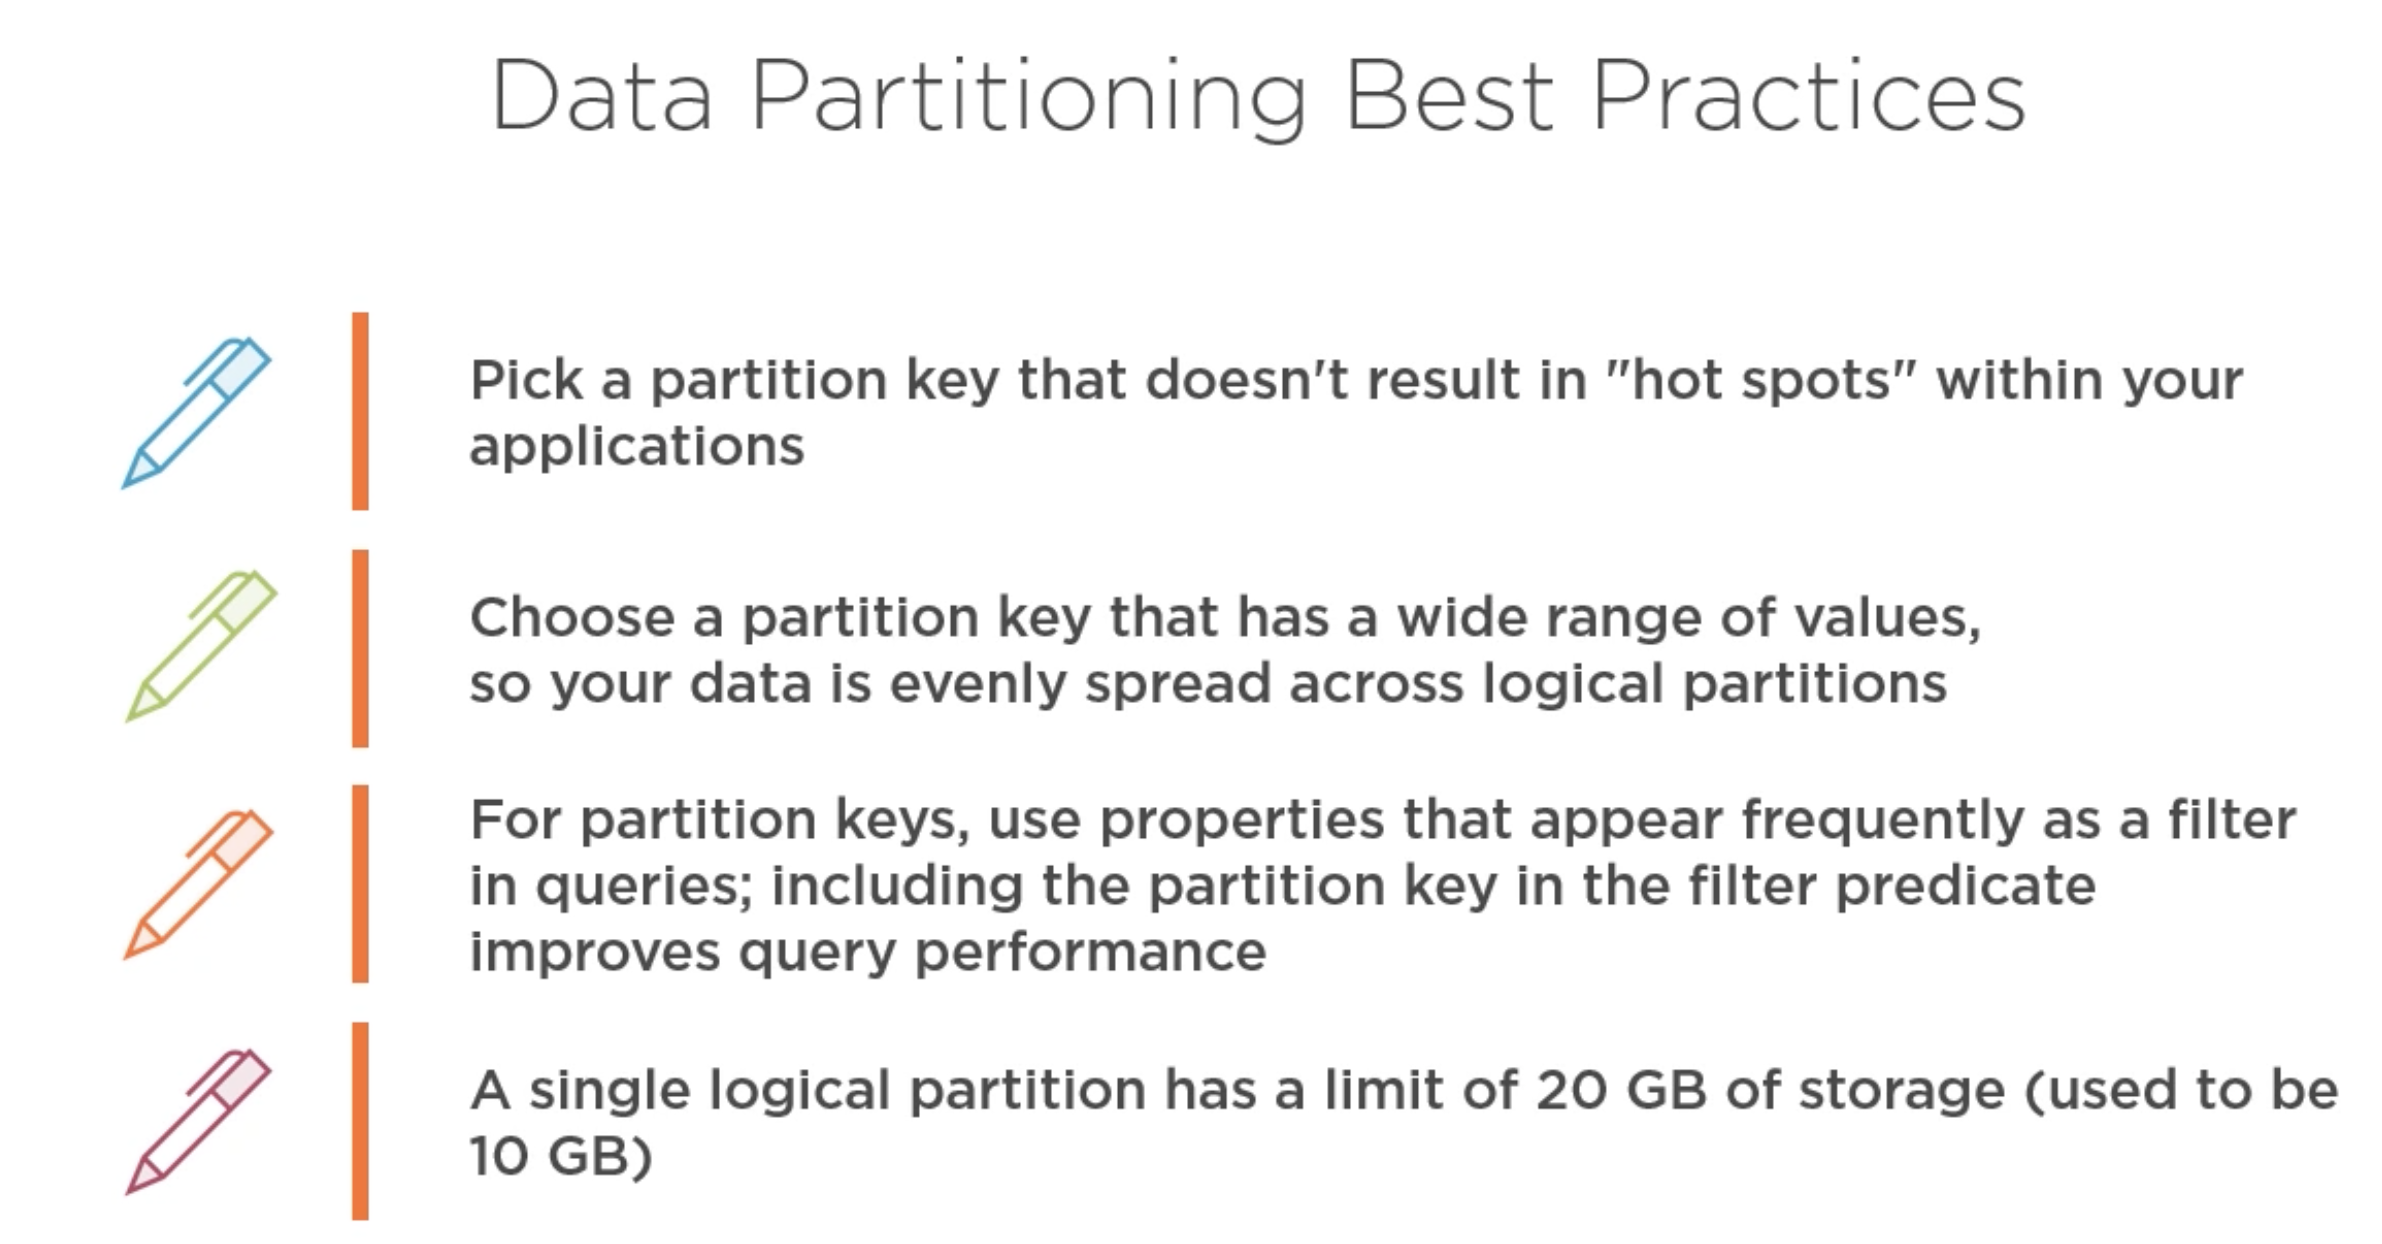 Data Partitioning Best Practices
Pick a partition key that doesn't result in "hot spots" within your
applications
Choose a partition key that has a wide range of values,
so your data is evenly spread across logical partitions
For partition keys, use properties that appear frequently as a filter
in queries; including the partition key in the filter predicate
improves query performance
A single logical partition has a limit of 20 GB of storage (used to be
10 GB)